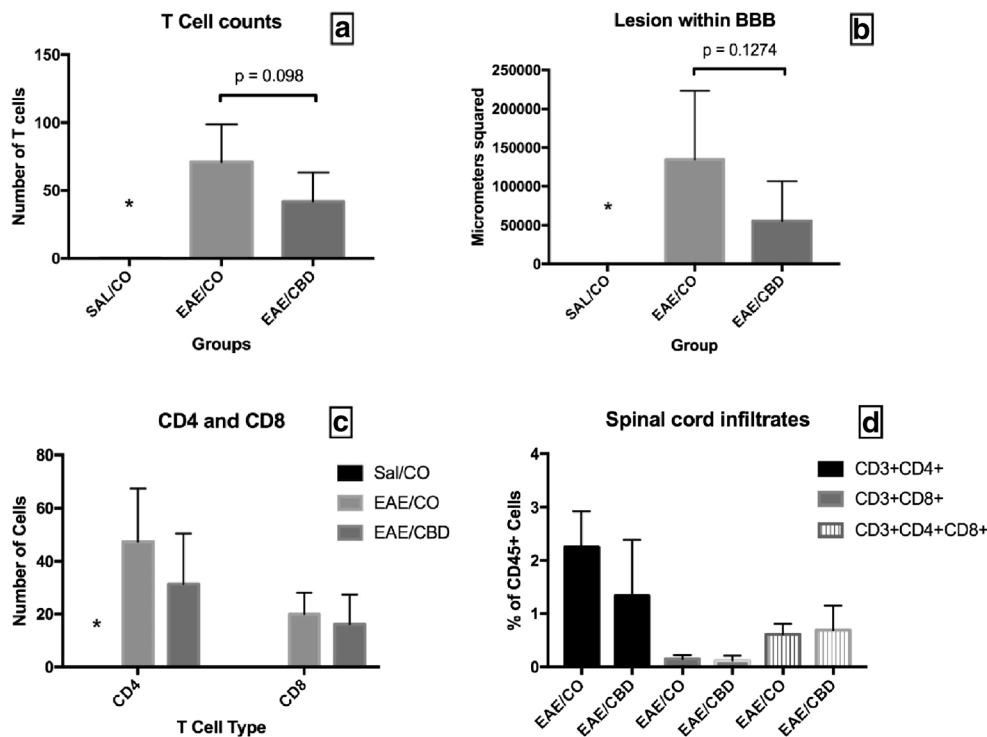 T Cell counts
a
p = 0.098
150
100
50
0
Number of T cells
*
SAL/CO
EAE/CO
EAE/CBD
Groups
Lesion within BBB
b
p = 0.1274
250000
200000
150000
100000
50000
0
Micrometers squared
*
SAL/CO
EAE/CO
EAE/CBD
Group
CD4 and CD8
c
80
60
40
20
0
Number of Cells
Sal/CO
EAE/CO
EAE/CBD
*
CD4
CD8
T Cell Type
Spinal cord infiltrates
d
4
3
2
1
0
% of CD45+ Cells
CD3+CD4+
CD3+CD8+
CD3+CD4+CD8+
EAE/CO
EAE/CBD
EAE/CO
EAE/CBD
EAE/CO
EAE/CBD